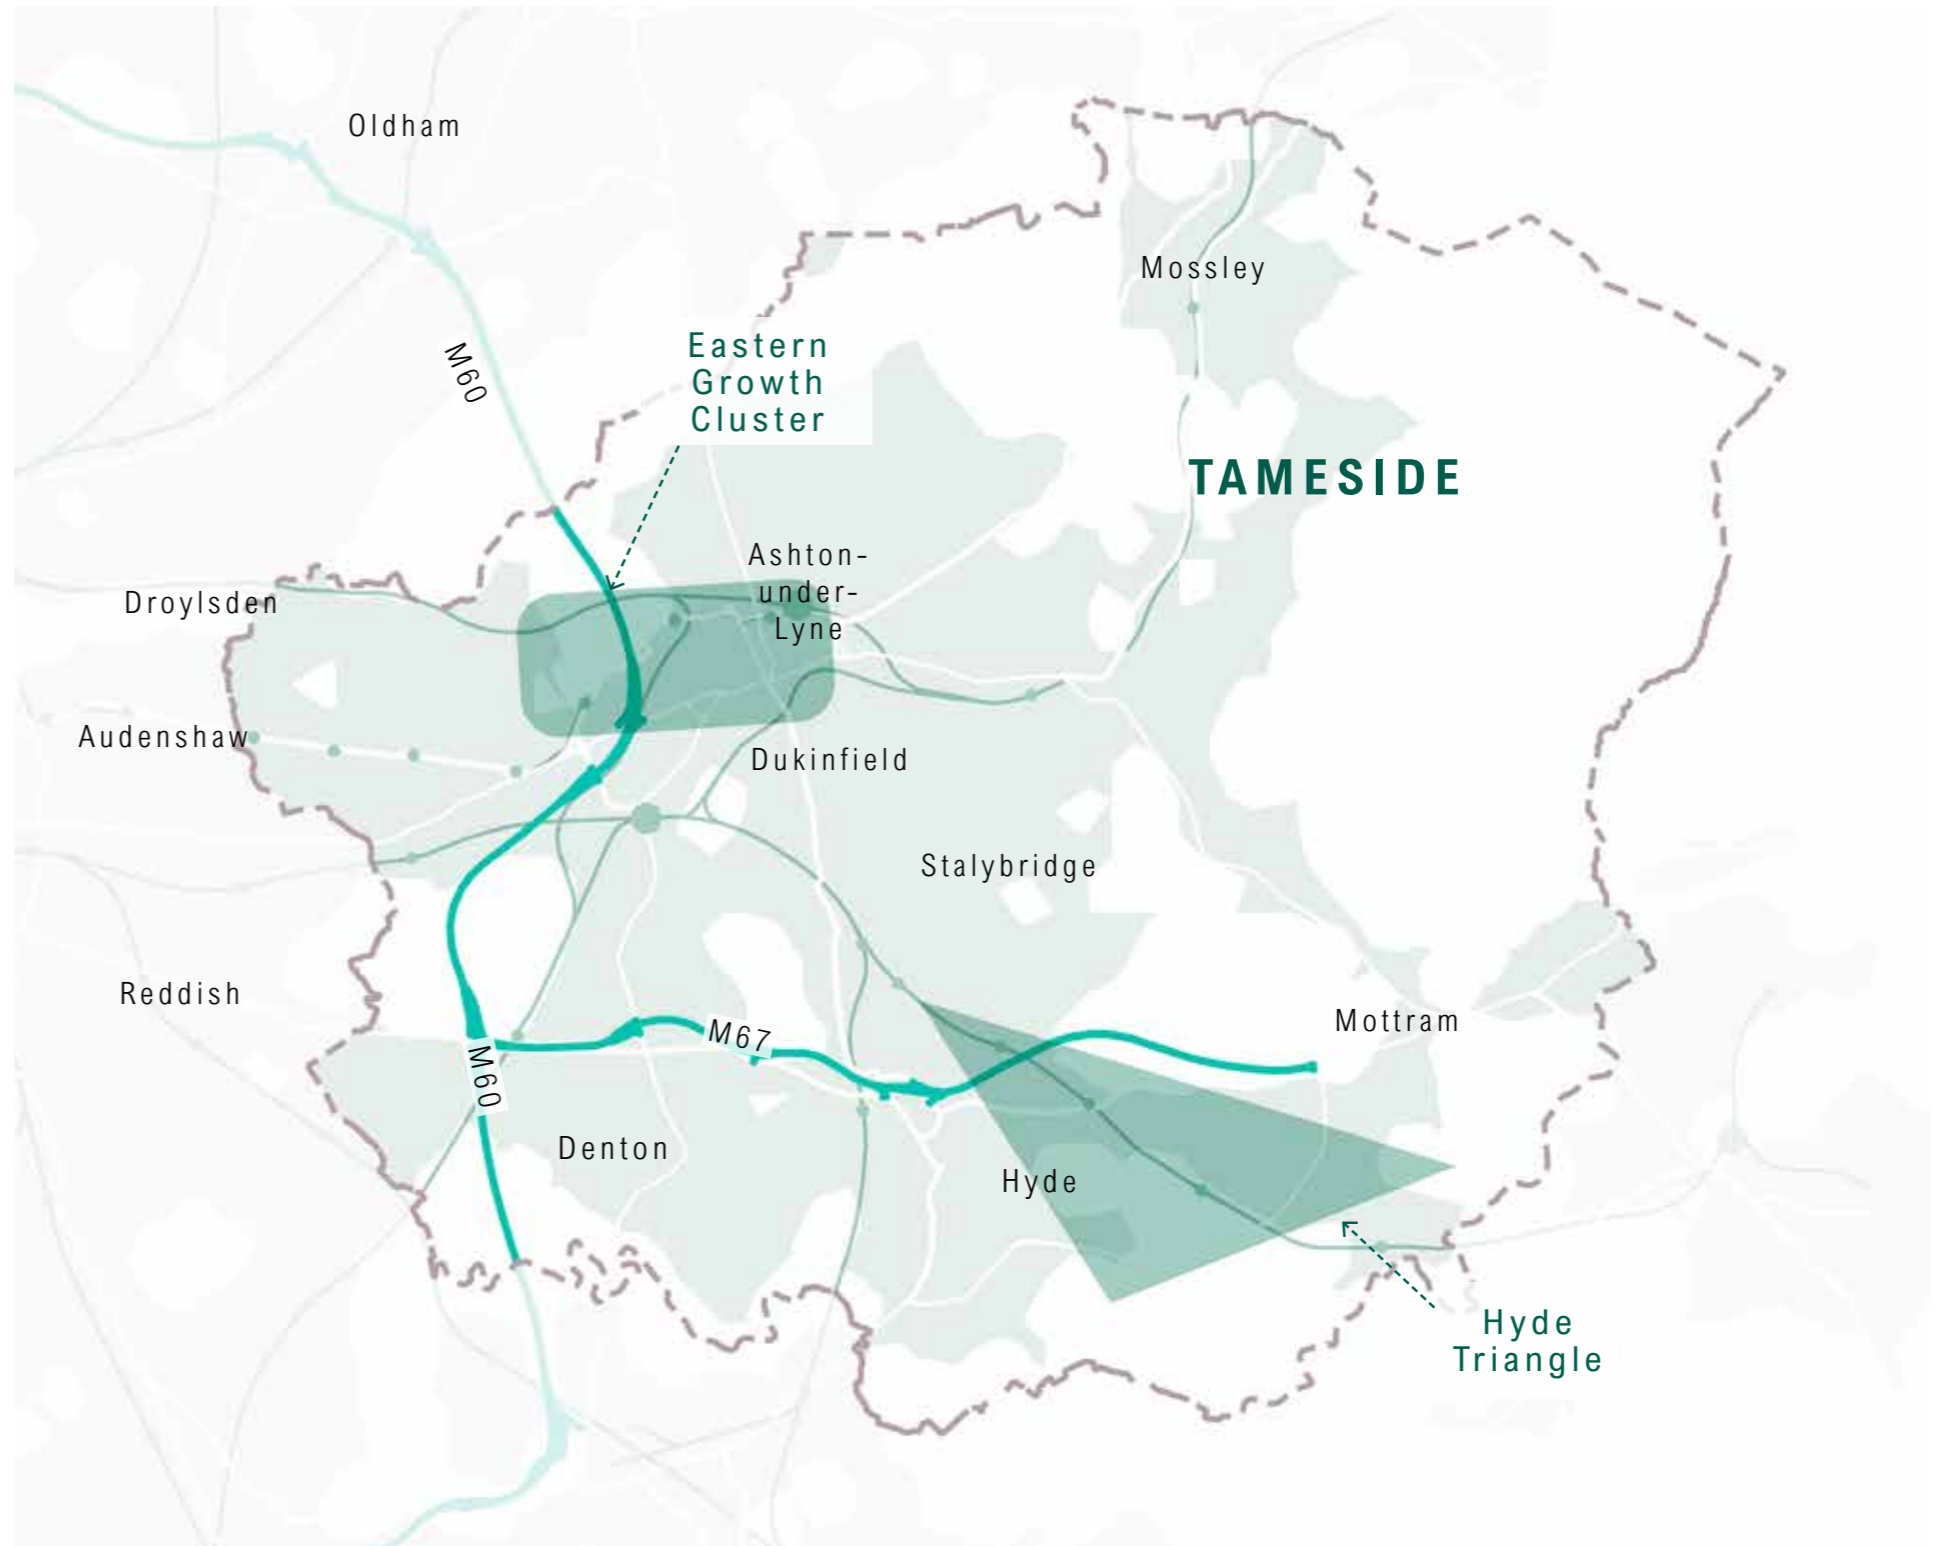 Oldham
Mossley
M60
Eastern
Growth
Cluster
TAMESIDE
Ashton-
under-
Lyne
Droylsden
Audenshaw
Dukinfield
Stalybridge
Reddish
Mottram
M67
M60
Denton
Hyde
Hyde
Triangle